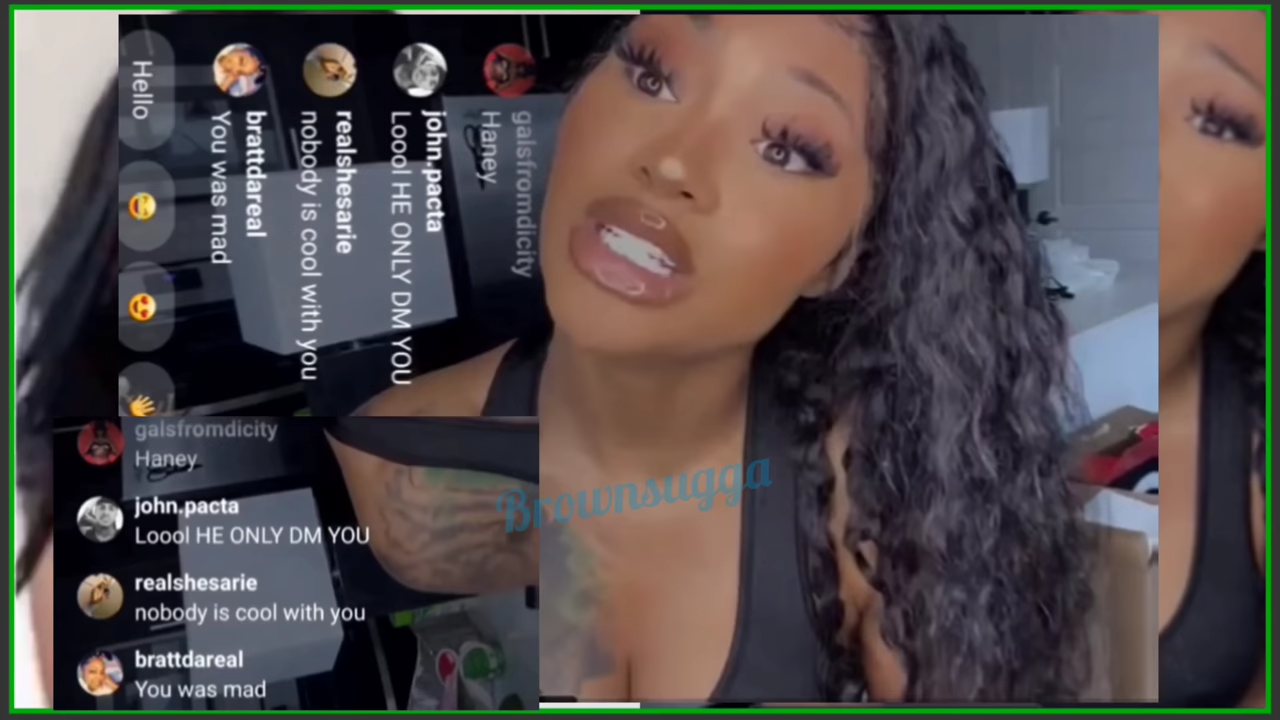 Hello
galsfromdicity
Haney
john.pacta
Loool HE ONLY DM YOU
realshesarie
nobody is cool with you
brattdareal
You was mad
galsfromdicity
Haney
john.pacta
Loool HE ONLY DM YOU
realshesarie
nobody is cool with you
brattdareal
You was mad
Brownsugga